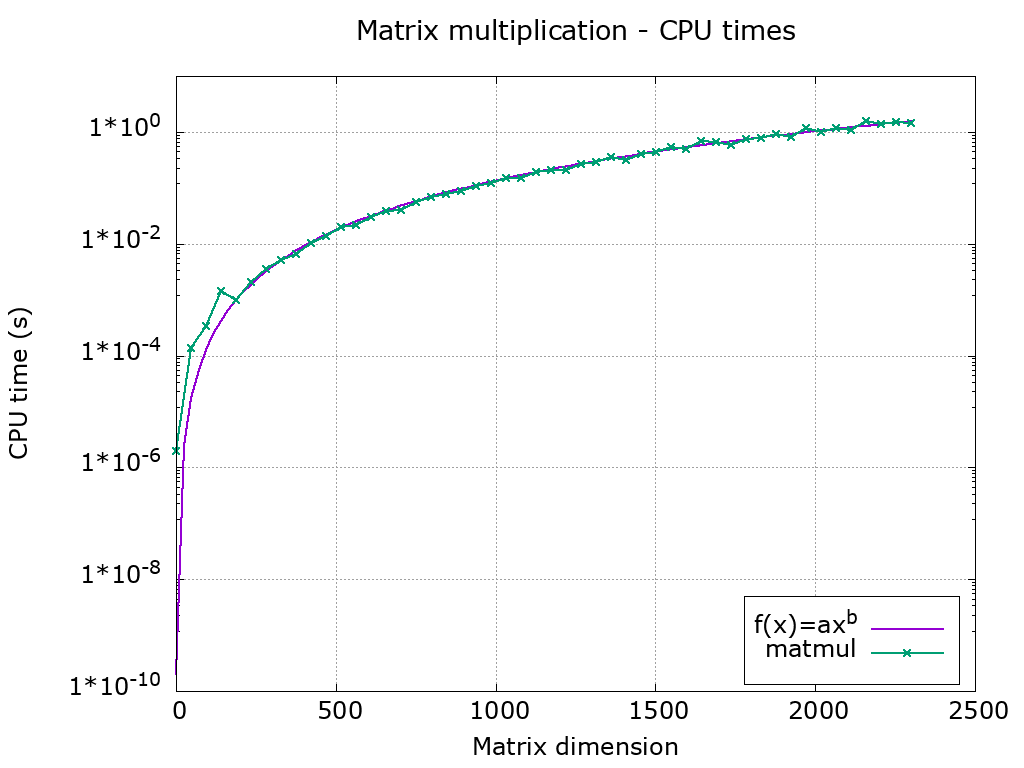 Matrix multiplication - CPU times
CPU time (s)
1*10^0
1*10^-2
1*10^-4
1*10^-6
1*10^-8
1*10^-10
0 500 1000 1500 2000 2500
Matrix dimension
f(x)=ax^b
matmul